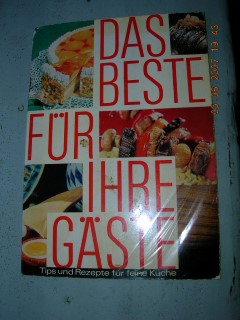 DAS
BESTE
FÜR
IHRE
GÄSTE
Tips und Rezepte für feine Küche